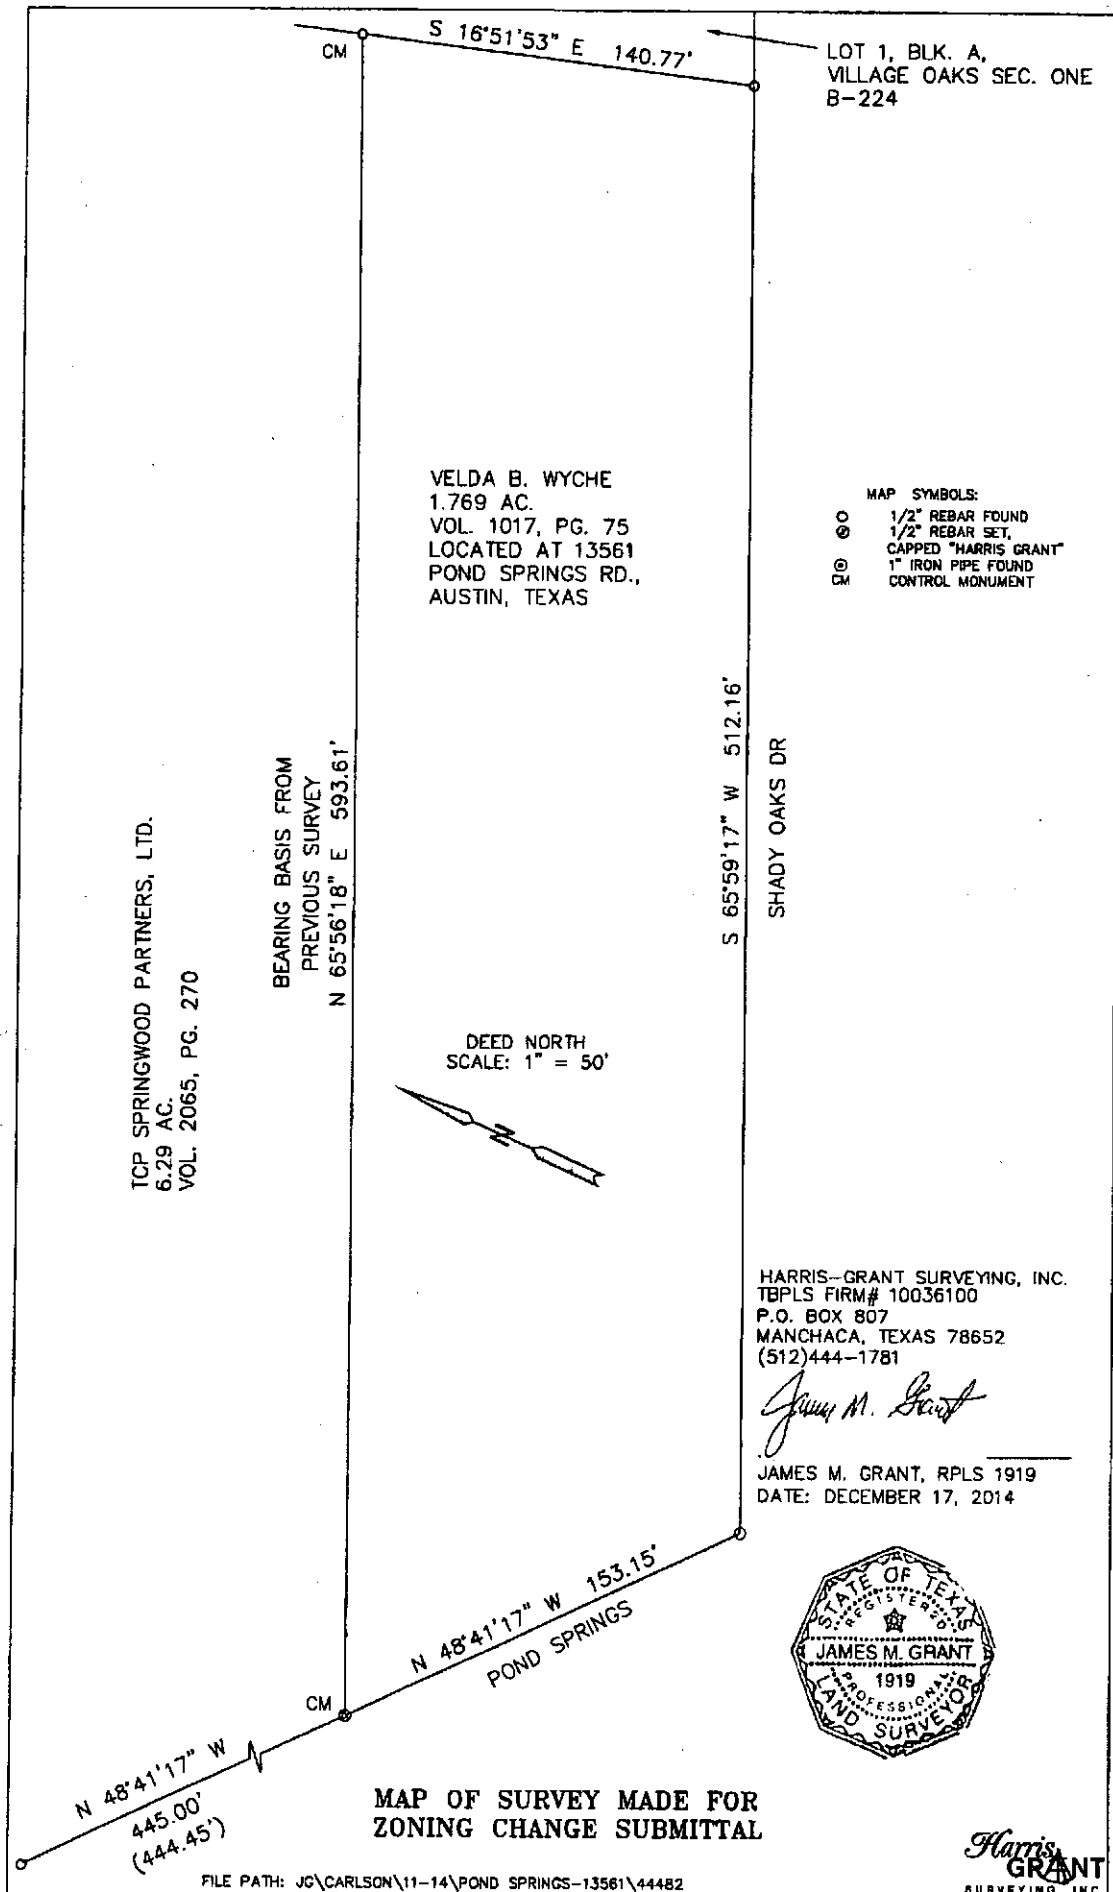 S 16°51'53" E 140.77'
CM
LOT 1, BLK. A,
VILLAGE OAKS SEC. ONE
B-224
VELDA B. WYCHE
1.769 AC.
VOL. 1017, PG. 75
LOCATED AT 13561
POND SPRINGS RD.,
AUSTIN, TEXAS
MAP SYMBOLS:
1/2" REBAR FOUND
1/2" REBAR SET,
CAPPED "HARRIS GRANT"
1" IRON PIPE FOUND
CM CONTROL MONUMENT
TCP SPRINGWOOD PARTNERS, LTD.
6.29 AC.
VOL. 2065, PG. 270
BEARING BASIS FROM
PREVIOUS SURVEY
N 65°56'18" E 593.61'
S 65°59'17" W 512.16'
SHADY OAKS DR
DEED NORTH
SCALE: 1" = 50'
N
HARRIS-GRANT SURVEYING, INC.
TBPLS FIRM# 10036100
P.O. BOX 807
MANCHACA, TEXAS 78652
(512)444-1781
James M. Grant
JAMES M. GRANT, RPLS 1919
DATE: DECEMBER 17, 2014
N 48°41'17" W 153.15'
POND SPRINGS
CM
N 48°41'17" W
445.00'
(444.45')
STATE OF TEXAS
REGISTERED
JAMES M. GRANT
1919
PROFESSIONAL
LAND SURVEYOR
MAP OF SURVEY MADE FOR
ZONING CHANGE SUBMITTAL
FILE PATH: JG\CARLSON\11-14\POND SPRINGS-13561\44482
Harris
GRANT
SURVEYING, INC